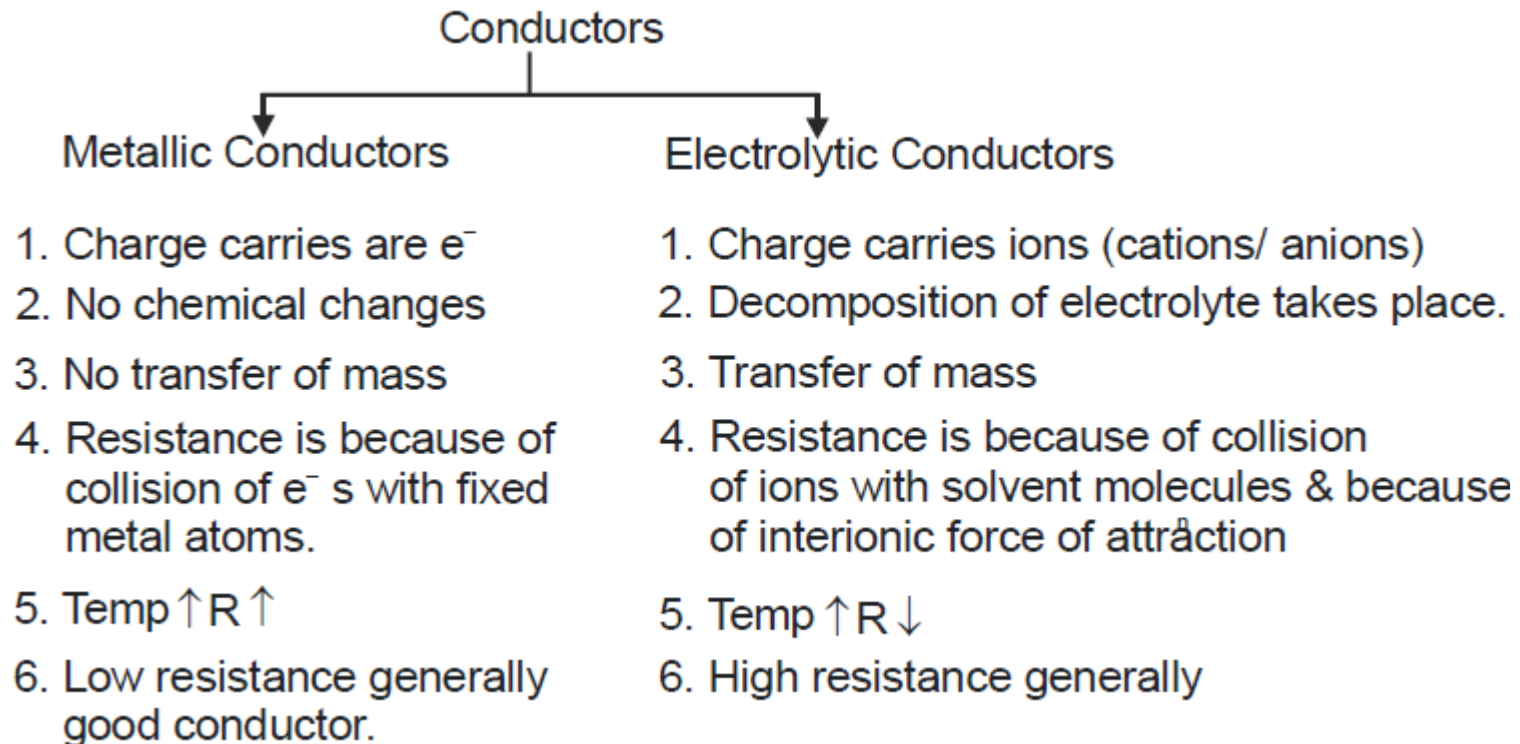 Conductors
Metallic Conductors
1. Charge carries are e⁻
2. No chemical changes
3. No transfer of mass
4. Resistance is because of
collision of e⁻ s with fixed
metal atoms.
5. Temp ↑ R ↑
6. Low resistance generally
good conductor.
Electrolytic Conductors
1. Charge carries ions (cations/ anions)
2. Decomposition of electrolyte takes place.
3. Transfer of mass
4. Resistance is because of collision
of ions with solvent molecules & because
of interionic force of attraction
5. Temp ↑ R ↓
6. High resistance generally